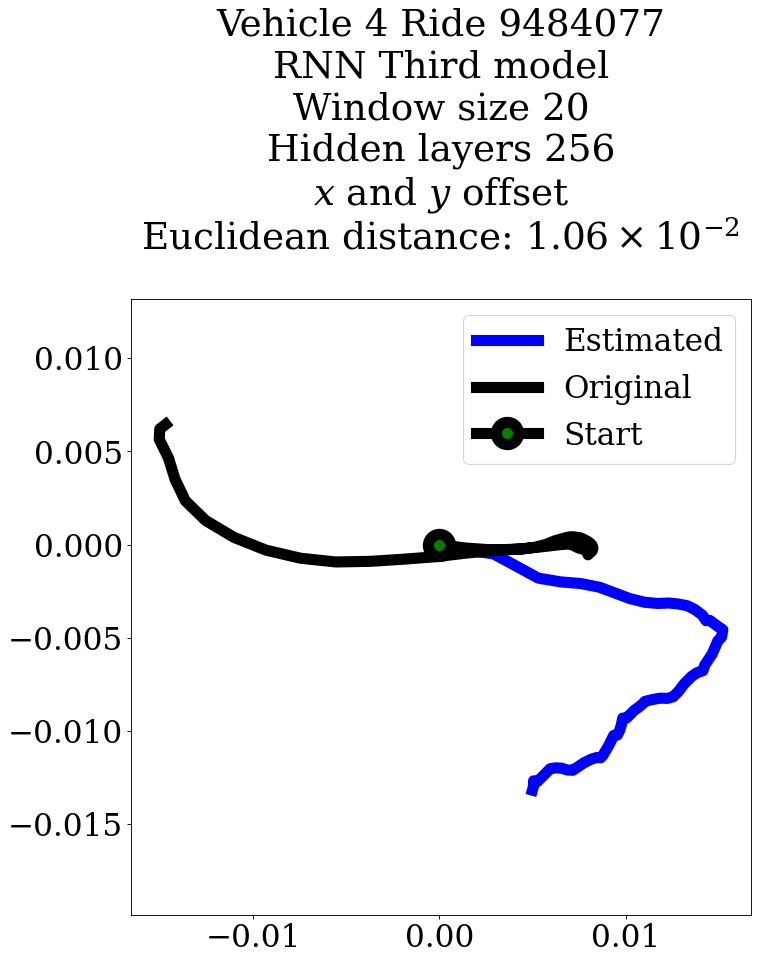 Vehicle 4 Ride 9484077
RNN Third model
Window size 20
Hidden layers 256
x and y offset
Euclidean distance: 1.06 × 10⁻²
Estimated
Original
Start
0.010
0.005
0.000
−0.005
−0.010
−0.015
−0.01
0.00
0.01